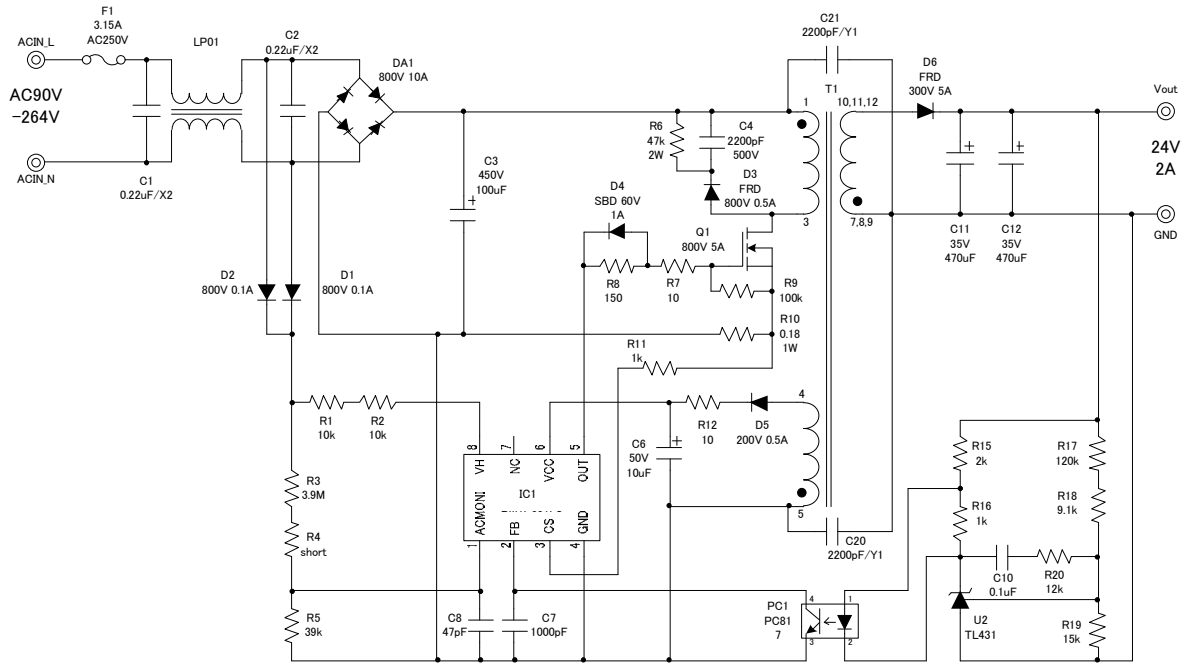 F1
3.15A
AC250V
ACIN_L
LP01
C2
0.22uF/X2
DA1
800V 10A
AC90V
-264V
ACIN_N
C1
0.22uF/X2
C3
450V
100uF
+
R6
47k
2W
C4
2200pF
500V
D3
FRD
800V 0.5A
C21
2200pF/Y1
T1
1
3
10,11,12
7,8,9
D6
FRD
300V 5A
Vout
24V
2A
GND
+
+
C11
35V
470uF
C12
35V
470uF
D4
SBD 60V
1A
Q1
800V 5A
R8
150
R7
10
R9
100k
R10
0.18
1W
R11
1k
D2
800V 0.1A
D1
800V 0.1A
R1
10k
R2
10k
R3
3.9M
R4
short
R5
39k
8
7
6
5
VH
NC
VCC
OUT
IC1
ACMONI
FB
CS
GND
1
2
3
4
C8
47pF
C7
1000pF
C6
50V
10uF
+
R12
10
D5
200V 0.5A
4
5
C20
2200pF/Y1
PC1
PC81
7
4
3
1
2
R15
2k
R16
1k
R17
120k
R18
9.1k
C10
0.1uF
R20
12k
U2
TL431
R19
15k